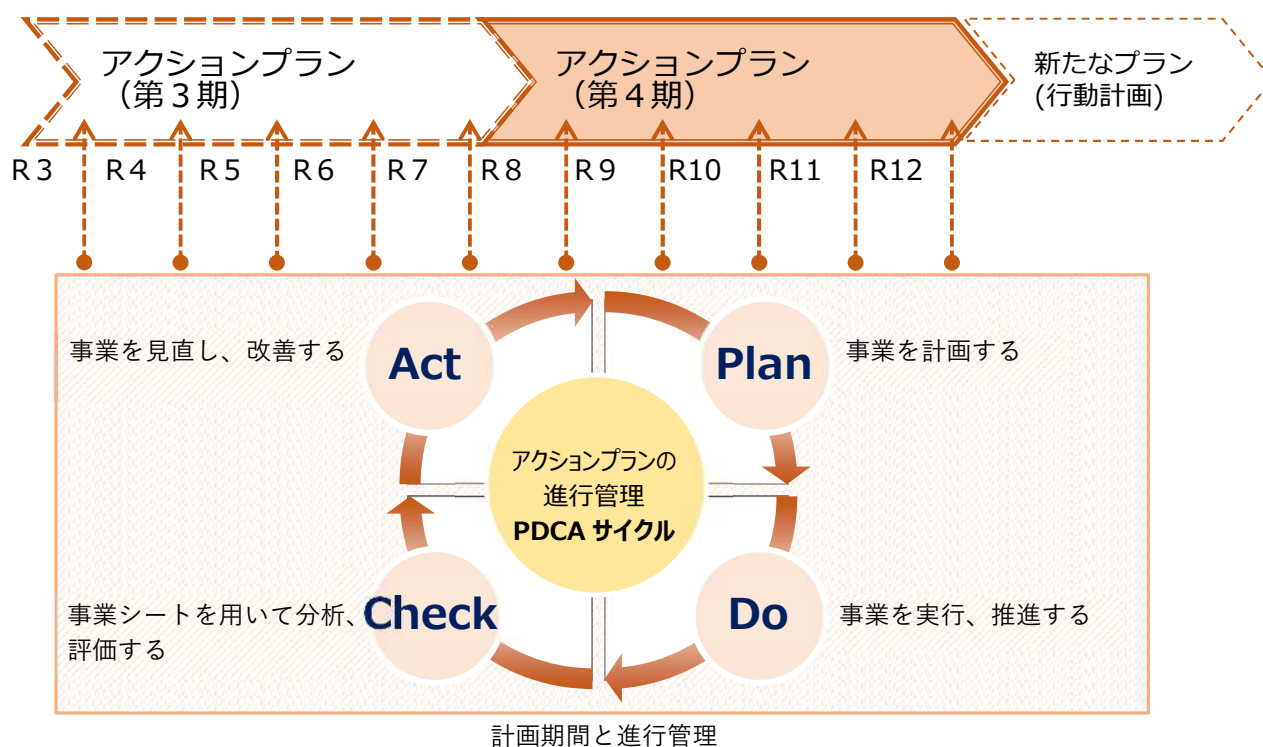 アクションプラン
（第３期）
アクションプラン
（第４期）
新たなプラン
(行動計画)
R３ R４ R５ R６ R７ R８ R９ R10 R11 R12
Act
事業を見直し、改善する
Plan
事業を計画する
アクションプランの
進行管理
PDCA サイクル
Check
事業シートを用いて分析、
評価する
Do
事業を実行、推進する
計画期間と進行管理